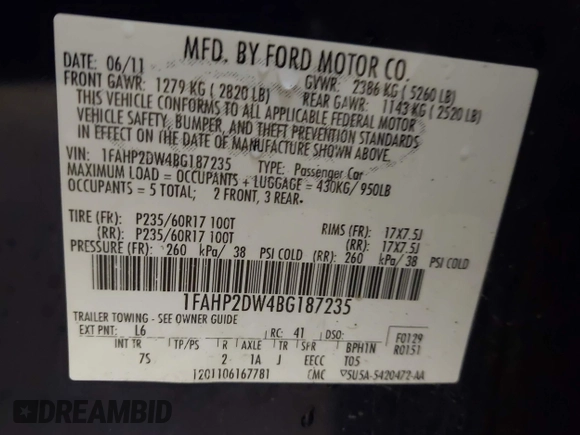 MFD. BY FORD MOTOR CO.
DATE: 06/11 GVWR: 2386 KG (5260 LB)
FRONT GAWR: 1279 KG (2820 LB) REAR GAWR: 1143 KG (2520 LB)
THIS VEHICLE CONFORMS TO ALL APPLICABLE FEDERAL MOTOR
VEHICLE SAFETY, BUMPER, AND THEFT PREVENTION STANDARDS
IN EFFECT ON THE DATE OF MANUFACTURE SHOWN ABOVE.
VIN: 1FAHP2DW4BG187235 TYPE: Passenger Car
MAXIMUM LOAD = OCCUPANTS + LUGGAGE = 430KG/950LB
OCCUPANTS = 5 TOTAL; 2 FRONT, 3 REAR
TIRE (FR): P235/60R17 100T RIMS (FR): 17X7.5J
(RR): P235/60R17 100T (RR): 17X7.5J
PRESSURE (FR): 260 kPa/ 38 PSI COLD (RR): 260 kPa/ 38 PSI COLD
1FAHP2DW4BG187235
TRAILER TOWING - SEE OWNER GUIDE
EXT PNT: L6 RC: 41 DSO: F0129
INT TR TP/PS R AXLE TR SFR BPH1N R0151
7S 2 1A J EECC T05
1201106167781 CMC 5U5A-5420472-AA
DREAMBID